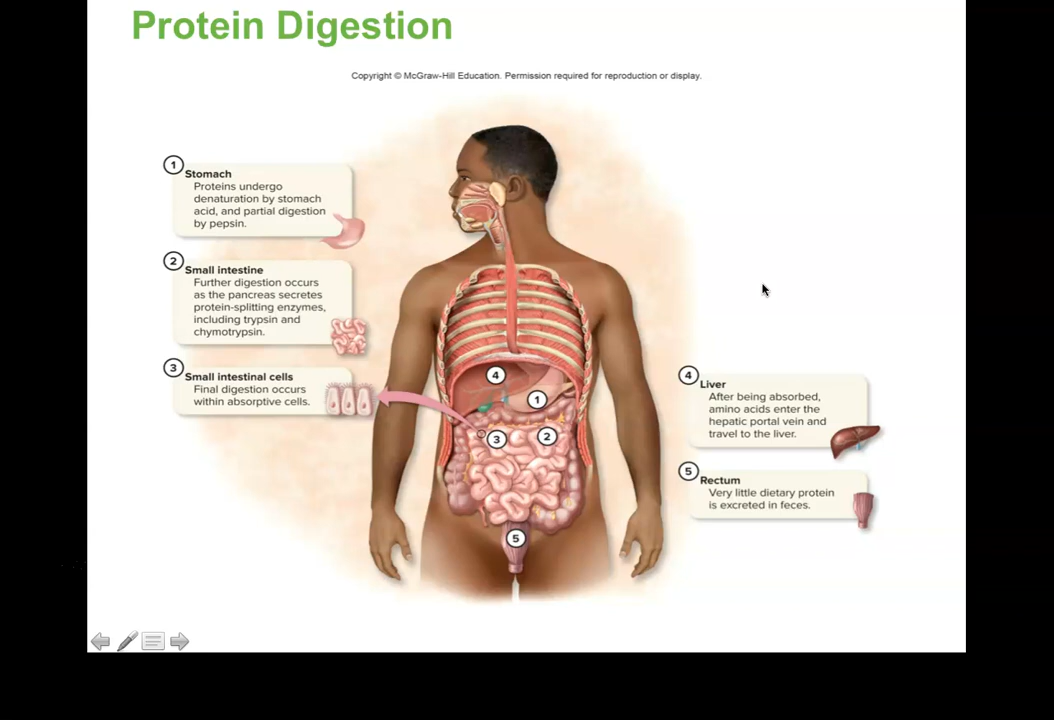 Protein Digestion
Copyright © McGraw-Hill Education. Permission required for reproduction or display.
1
Stomach
Proteins undergo
denaturation by stomach
acid, and partial digestion
by pepsin.
2
Small intestine
Further digestion occurs
as the pancreas secretes
protein-splitting enzymes,
including trypsin and
chymotrypsin.
3
Small intestinal cells
Final digestion occurs
within absorptive cells.
4
1
3
2
5
4
Liver
After being absorbed,
amino acids enter the
hepatic portal vein and
travel to the liver.
5
Rectum
Very little dietary protein
is excreted in feces.